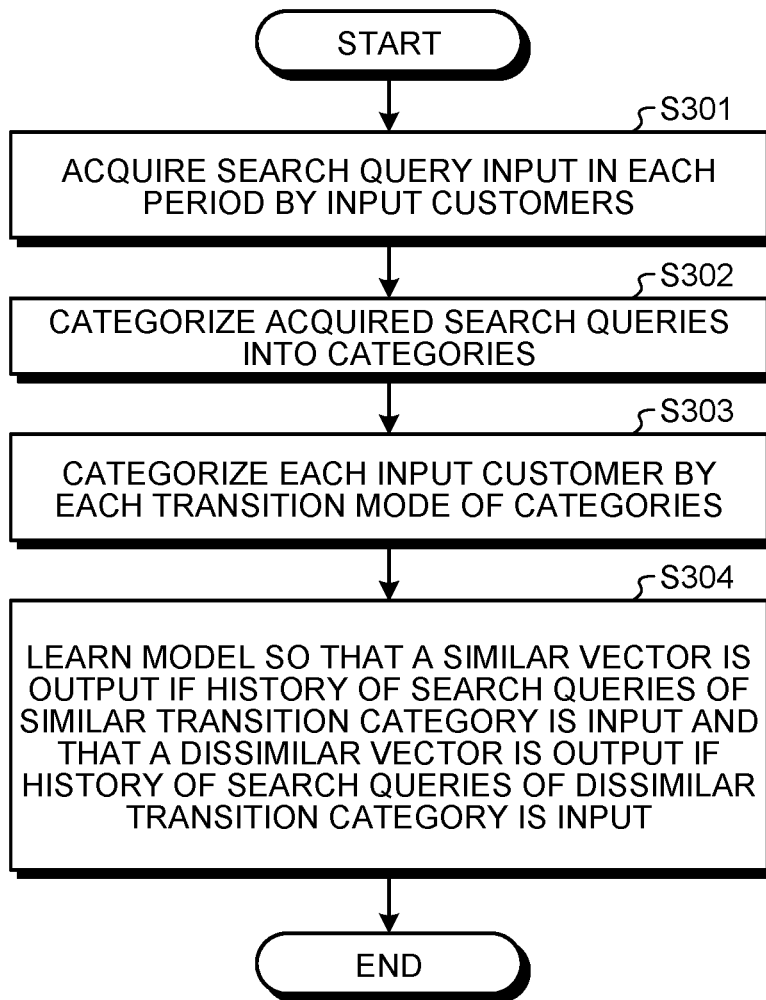 START
S301
ACQUIRE SEARCH QUERY INPUT IN EACH
PERIOD BY INPUT CUSTOMERS
S302
CATEGORIZE ACQUIRED SEARCH QUERIES
INTO CATEGORIES
S303
CATEGORIZE EACH INPUT CUSTOMER BY
EACH TRANSITION MODE OF CATEGORIES
S304
LEARN MODEL SO THAT A SIMILAR VECTOR IS
OUTPUT IF HISTORY OF SEARCH QUERIES OF
SIMILAR TRANSITION CATEGORY IS INPUT AND
THAT A DISSIMILAR VECTOR IS OUTPUT IF
HISTORY OF SEARCH QUERIES OF DISSIMILAR
TRANSITION CATEGORY IS INPUT
END